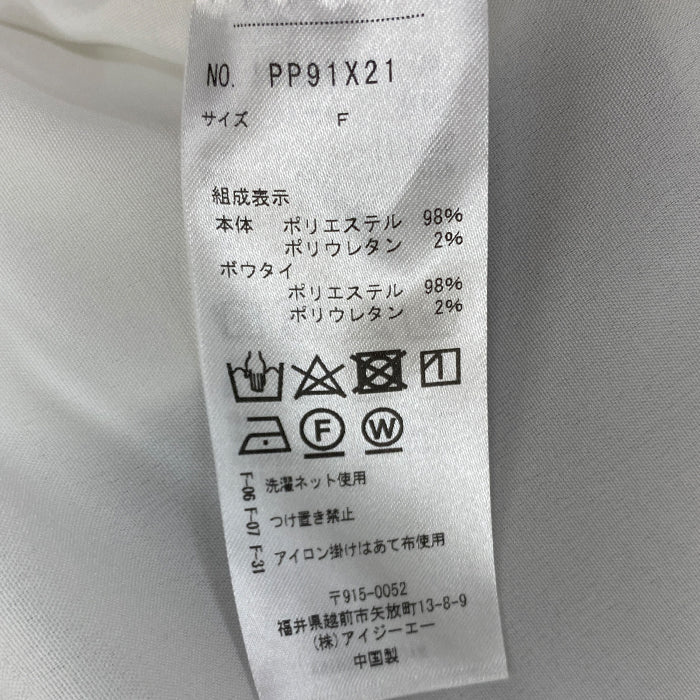 NO. PP91X21
サイズ F
組成表示
本体 ポリエステル 98%
ポリウレタン 2%
ボウタイ
ポリエステル 98%
ポリウレタン 2%
F W
F-06 洗濯ネット使用
F-07 つけ置き禁止
F-31 アイロン掛けはあて布使用
〒915-0052
福井県越前市矢放町13-8-9
(株)アイジーエー
中国製